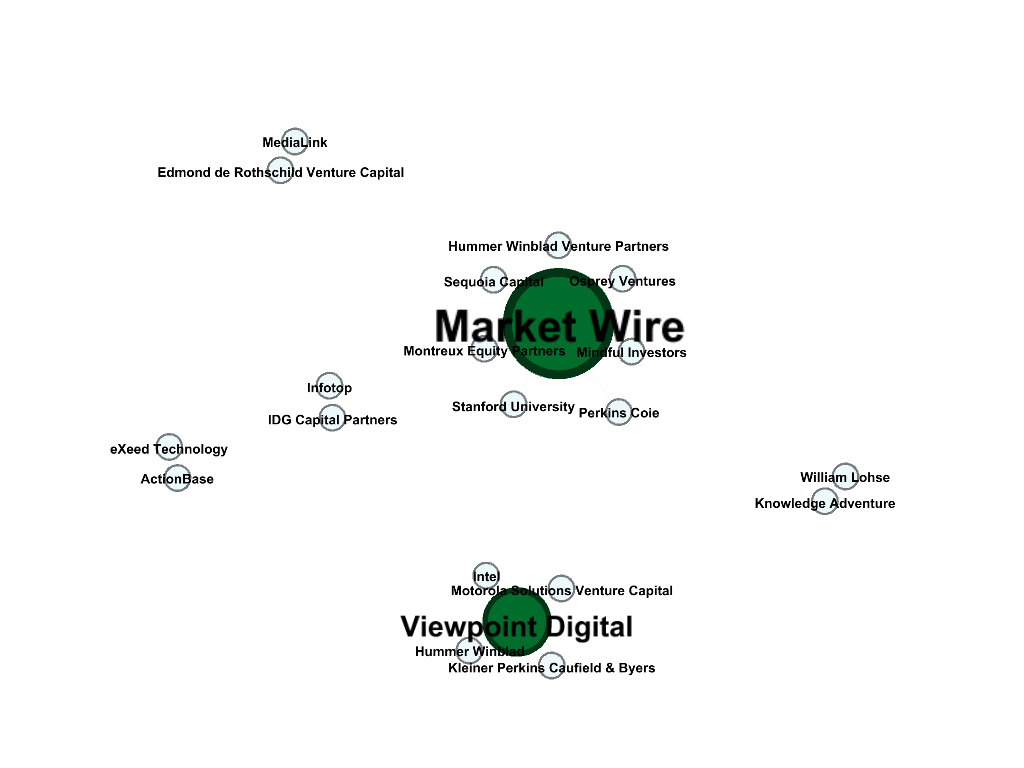 MediaLink
Edmond de Rothschild Venture Capital
Hummer Winblad Venture Partners
Sequoia Capital
Osprey Ventures
Market Wire
Montreux Equity Partners
Mindful Investors
Infotop
Stanford University
Perkins Coie
IDG Capital Partners
eXeed Technology
ActionBase
William Lohse
Knowledge Adventure
Intel
Motorola Solutions Venture Capital
Viewpoint Digital
Hummer Winblad
Kleiner Perkins Caufield & Byers